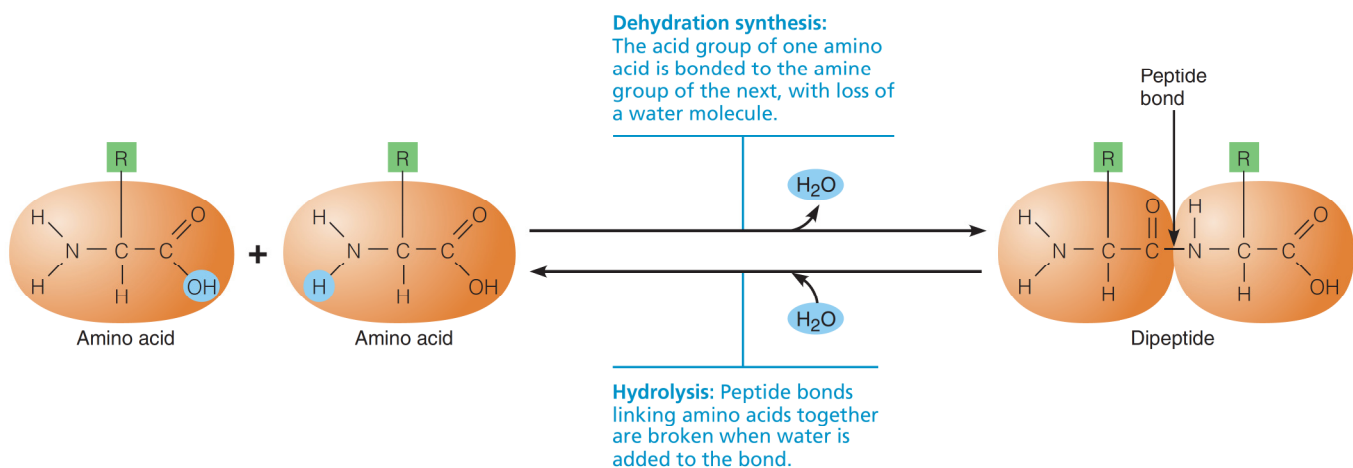 Dehydration synthesis:
The acid group of one amino
acid is bonded to the amine
group of the next, with loss of
a water molecule.
Peptide
bond
R
R
H2O
R
R
H
O
N
C
C
H
H
OH
+
H
O
N
C
C
H
H
OH
H
O
H
O
N
C
C
N
C
C
H
H
H
OH
Amino acid
Amino acid
H2O
Dipeptide
Hydrolysis: Peptide bonds
linking amino acids together
are broken when water is
added to the bond.